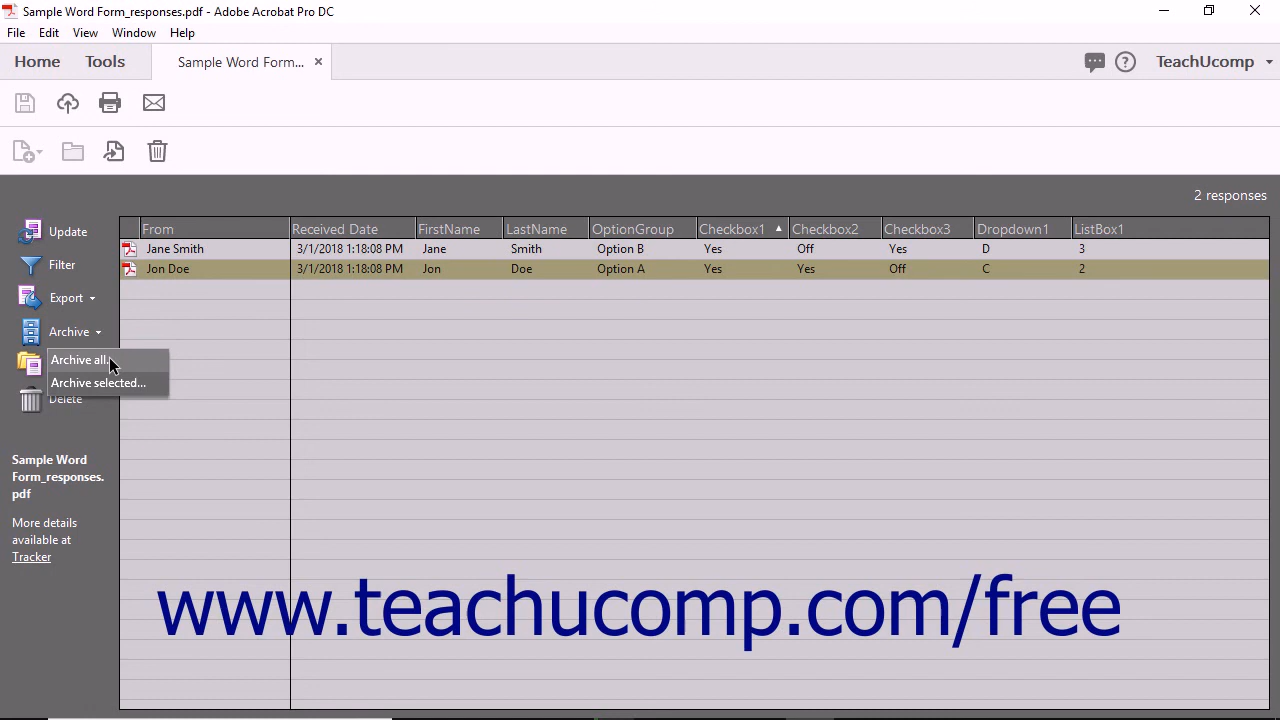 Sample Word Form_responses.pdf - Adobe Acrobat Pro DC
File Edit View Window Help
Home Tools Sample Word Form... × TeachUcomp
2 responses
Update
Filter
Export
Archive
Archive all...
Archive selected...
Delete
From Received Date FirstName LastName OptionGroup Checkbox1 Checkbox2 Checkbox3 Dropdown1 ListBox1
Jane Smith 3/1/2018 1:18:08 PM Jane Smith Option B Yes Off Yes D 3
Jon Doe 3/1/2018 1:18:08 PM Jon Doe Option A Yes Yes Off C 2
Sample Word
Form_responses.
pdf
More details
available at
Tracker
www.teachucomp.com/free